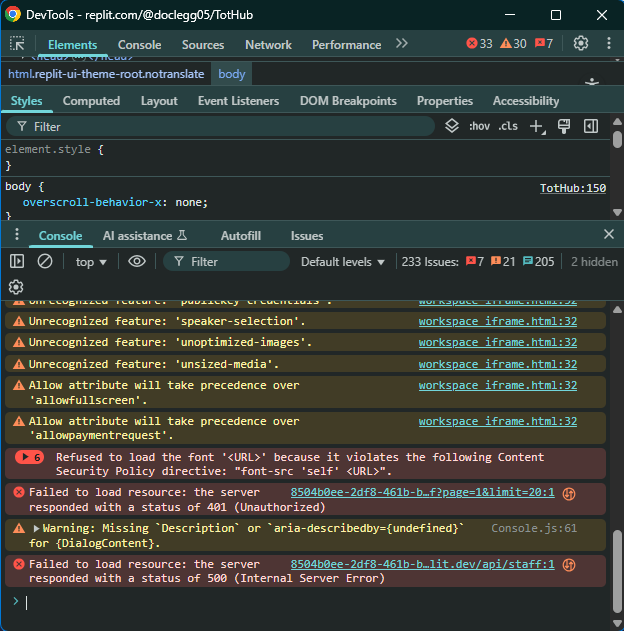 DevTools - replit.com/@doclegg05/TotHub
Elements Console Sources Network Performance 33 30 7
html.replit-ui-theme-root.notranslate body
Styles Computed Layout Event Listeners DOM Breakpoints Properties Accessibility
Filter :hov .cls
element.style {
}
body { TotHub:150
overscroll-behavior-x: none;
}
Console AI assistance Autofill Issues
top Filter Default levels 233 Issues: 7 21 205 2 hidden
Unrecognized feature: 'publickey-credentials'. workspace_iframe.html:32
Unrecognized feature: 'speaker-selection'. workspace_iframe.html:32
Unrecognized feature: 'unoptimized-images'. workspace_iframe.html:32
Unrecognized feature: 'unsized-media'. workspace_iframe.html:32
Allow attribute will take precedence over workspace_iframe.html:32
'allowfullscreen'.
Allow attribute will take precedence over workspace_iframe.html:32
'allowpaymentrequest'.
6 Refused to load the font '<URL>' because it violates the following Content
Security Policy directive: "font-src 'self' <URL>".
Failed to load resource: the server 8504b0ee-2df8-461b-b…f?page=1&limit=20:1
responded with a status of 401 (Unauthorized)
Warning: Missing `Description` or `aria-describedby={undefined}` Console.js:61
for {DialogContent}.
Failed to load resource: the server 8504b0ee-2df8-461b-b…lit.dev/api/staff:1
responded with a status of 500 (Internal Server Error)